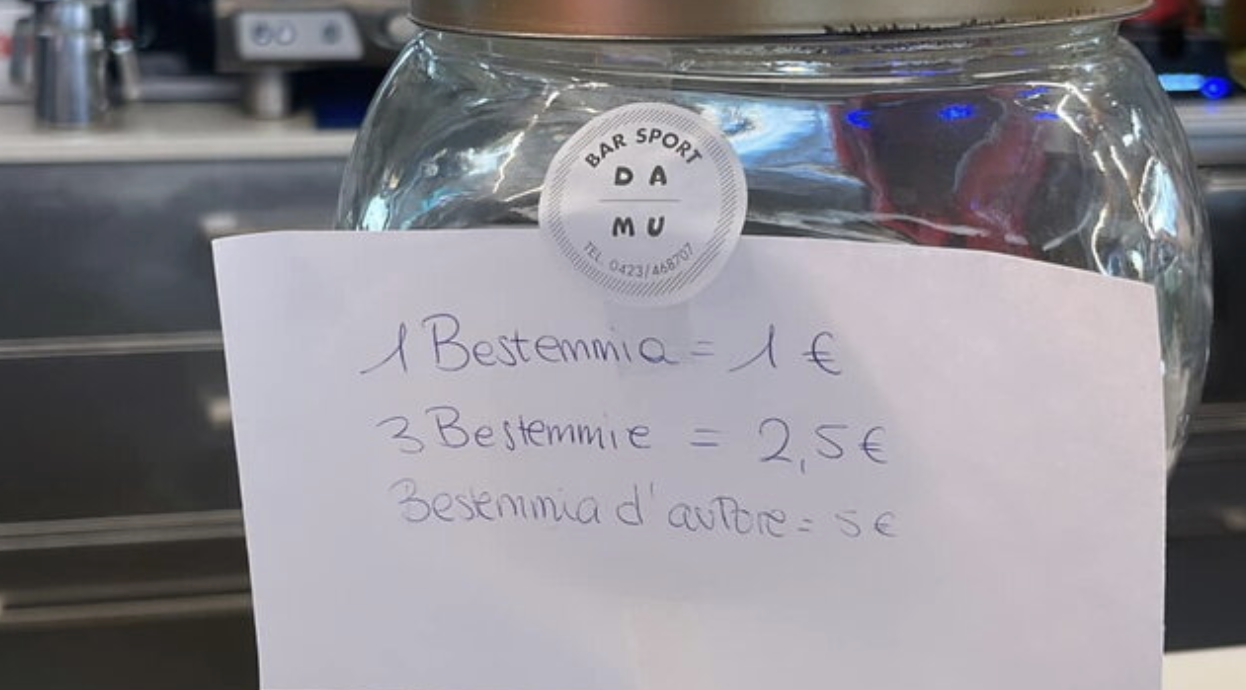 BAR SPORT
DA
MU
TEL. 0423/468707
1 Bestemmia = 1 €
3 Bestemmie = 2,5€
Bestemmia d'autore = 5€